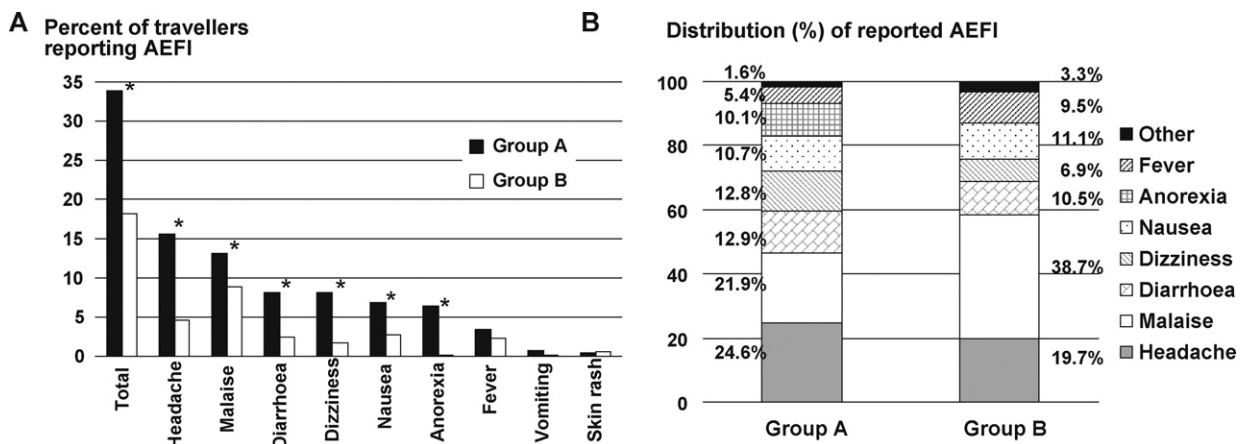 A Percent of travellers
reporting AEFI
35
30
25
20
15
10
5
0
*
*
*
*
*
*
*
Group A
Group B
Total
Headache
Malaise
Diarrhoea
Dizziness
Nausea
Anorexia
Fever
Vomiting
Skin rash
B Distribution (%) of reported AEFI
100
80
60
40
20
0
1.6%
5.4%
10.1%
10.7%
12.8%
12.9%
21.9%
24.6%
3.3%
9.5%
11.1%
6.9%
10.5%
38.7%
19.7%
Group A
Group B
Other
Fever
Anorexia
Nausea
Dizziness
Diarrhoea
Malaise
Headache